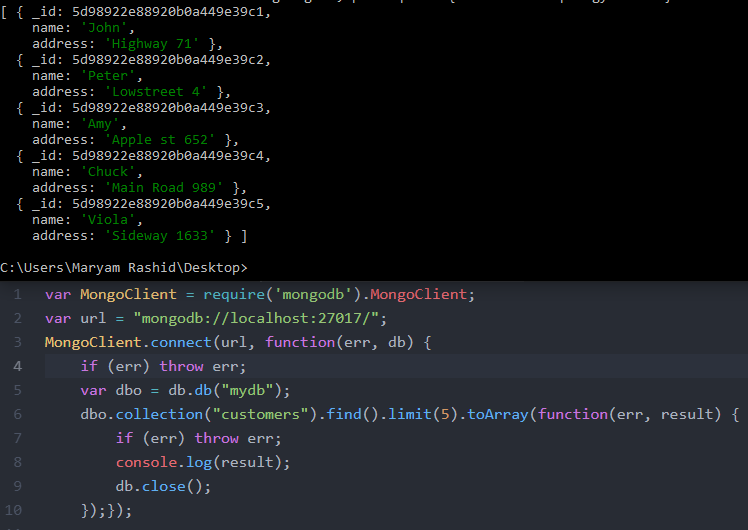 [ { _id: 5d98922e88920b0a449e39c1,
name: 'John',
address: 'Highway 71' },
{ _id: 5d98922e88920b0a449e39c2,
name: 'Peter',
address: 'Lowstreet 4' },
{ _id: 5d98922e88920b0a449e39c3,
name: 'Amy',
address: 'Apple st 652' },
{ _id: 5d98922e88920b0a449e39c4,
name: 'Chuck',
address: 'Main Road 989' },
{ _id: 5d98922e88920b0a449e39c5,
name: 'Viola',
address: 'Sideway 1633' } ]
C:\Users\Maryam Rashid\Desktop>
1 var MongoClient = require('mongodb').MongoClient;
2 var url = "mongodb://localhost:27017/";
3 MongoClient.connect(url, function(err, db) {
4 if (err) throw err;
5 var dbo = db.db("mydb");
6 dbo.collection("customers").find().limit(5).toArray(function(err, result) {
7 if (err) throw err;
8 console.log(result);
9 db.close();
10 });});